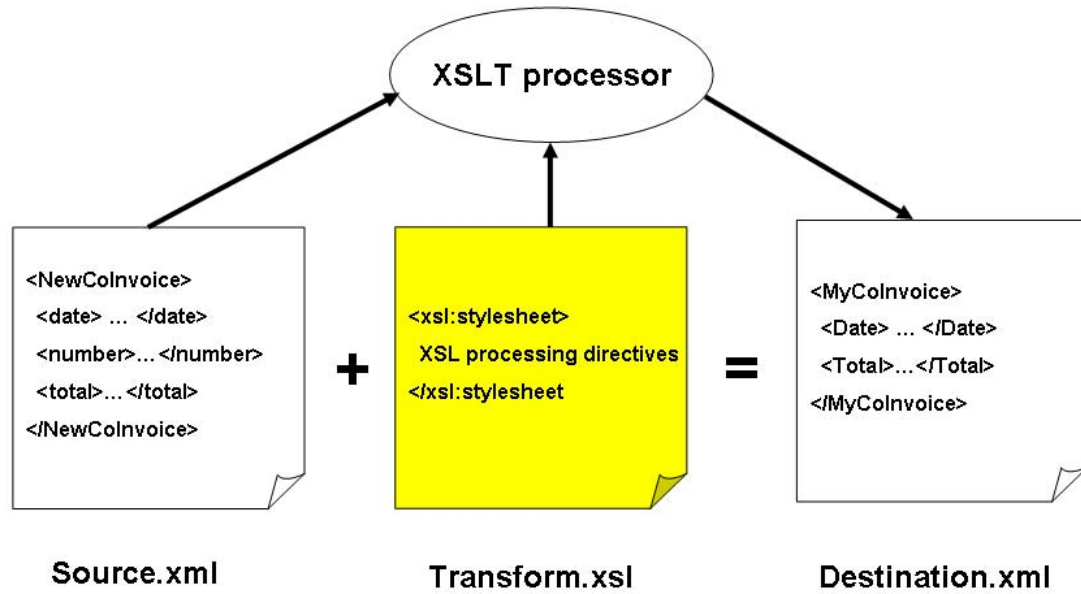 XSLT processor
<NewCoInvoice>
<date> ... </date>
<number>... </number>
<total>... </total>
</NewCoInvoice>
+
<xsl:stylesheet>
XSL processing directives
</xsl:stylesheet
=
<MyCoInvoice>
<Date> ... </Date>
<Total>...</Total>
</MyCoInvoice>
Source.xml
Transform.xsl
Destination.xml